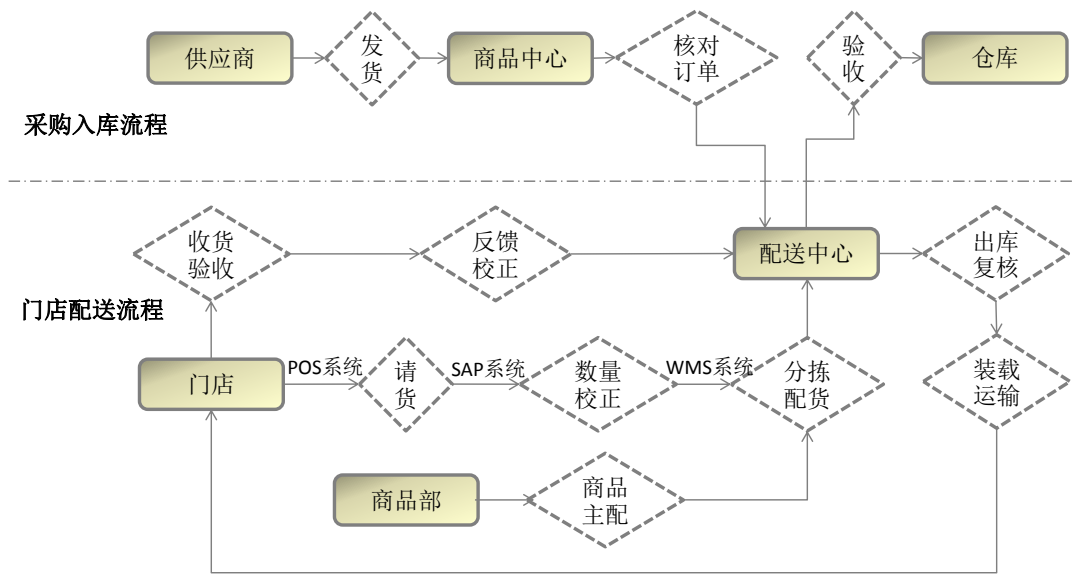 供应商
发
货
商品中心
核对
订单
验
收
仓库
采购入库流程
收货
验收
反馈
校正
配送中心
出库
复核
门店配送流程
门店
POS系统
请
货
SAP系统
数量
校正
WMS系统
分拣
配货
装载
运输
商品部
商品
主配